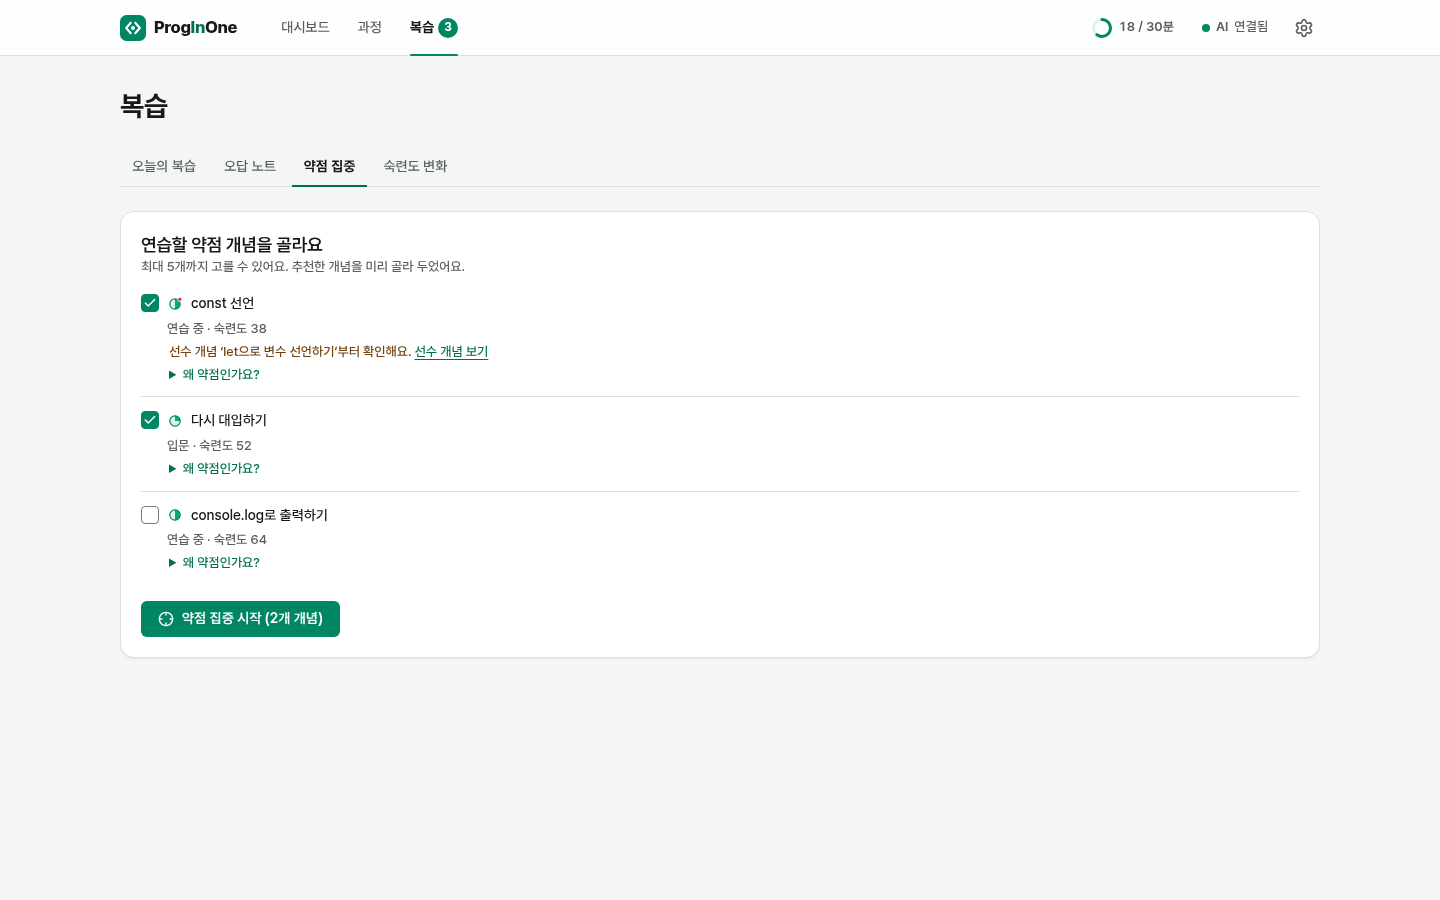 ProgInOne
대시보드
과정
복습 3
18 / 30분
AI 연결됨
복습
오늘의 복습
오답 노트
약점 집중
숙련도 변화
연습할 약점 개념을 골라요
최대 5개까지 고를 수 있어요. 추천한 개념을 미리 골라 두었어요.
const 선언
연습 중 · 숙련도 38
선수 개념 ‘let으로 변수 선언하기’부터 확인해요. 선수 개념 보기
왜 약점인가요?
다시 대입하기
입문 · 숙련도 52
왜 약점인가요?
console.log로 출력하기
연습 중 · 숙련도 64
왜 약점인가요?
약점 집중 시작 (2개 개념)